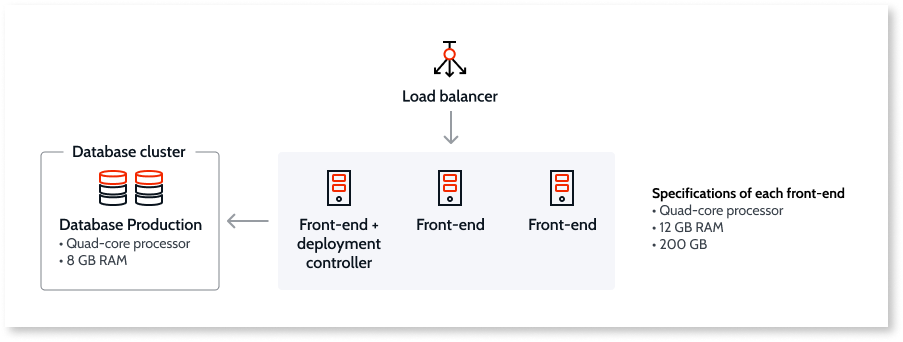 Load balancer
Database cluster
Database Production
• Quad-core processor
• 8 GB RAM
Front-end +
deployment
controller
Front-end
Front-end
Specifications of each front-end
• Quad-core processor
• 12 GB RAM
• 200 GB